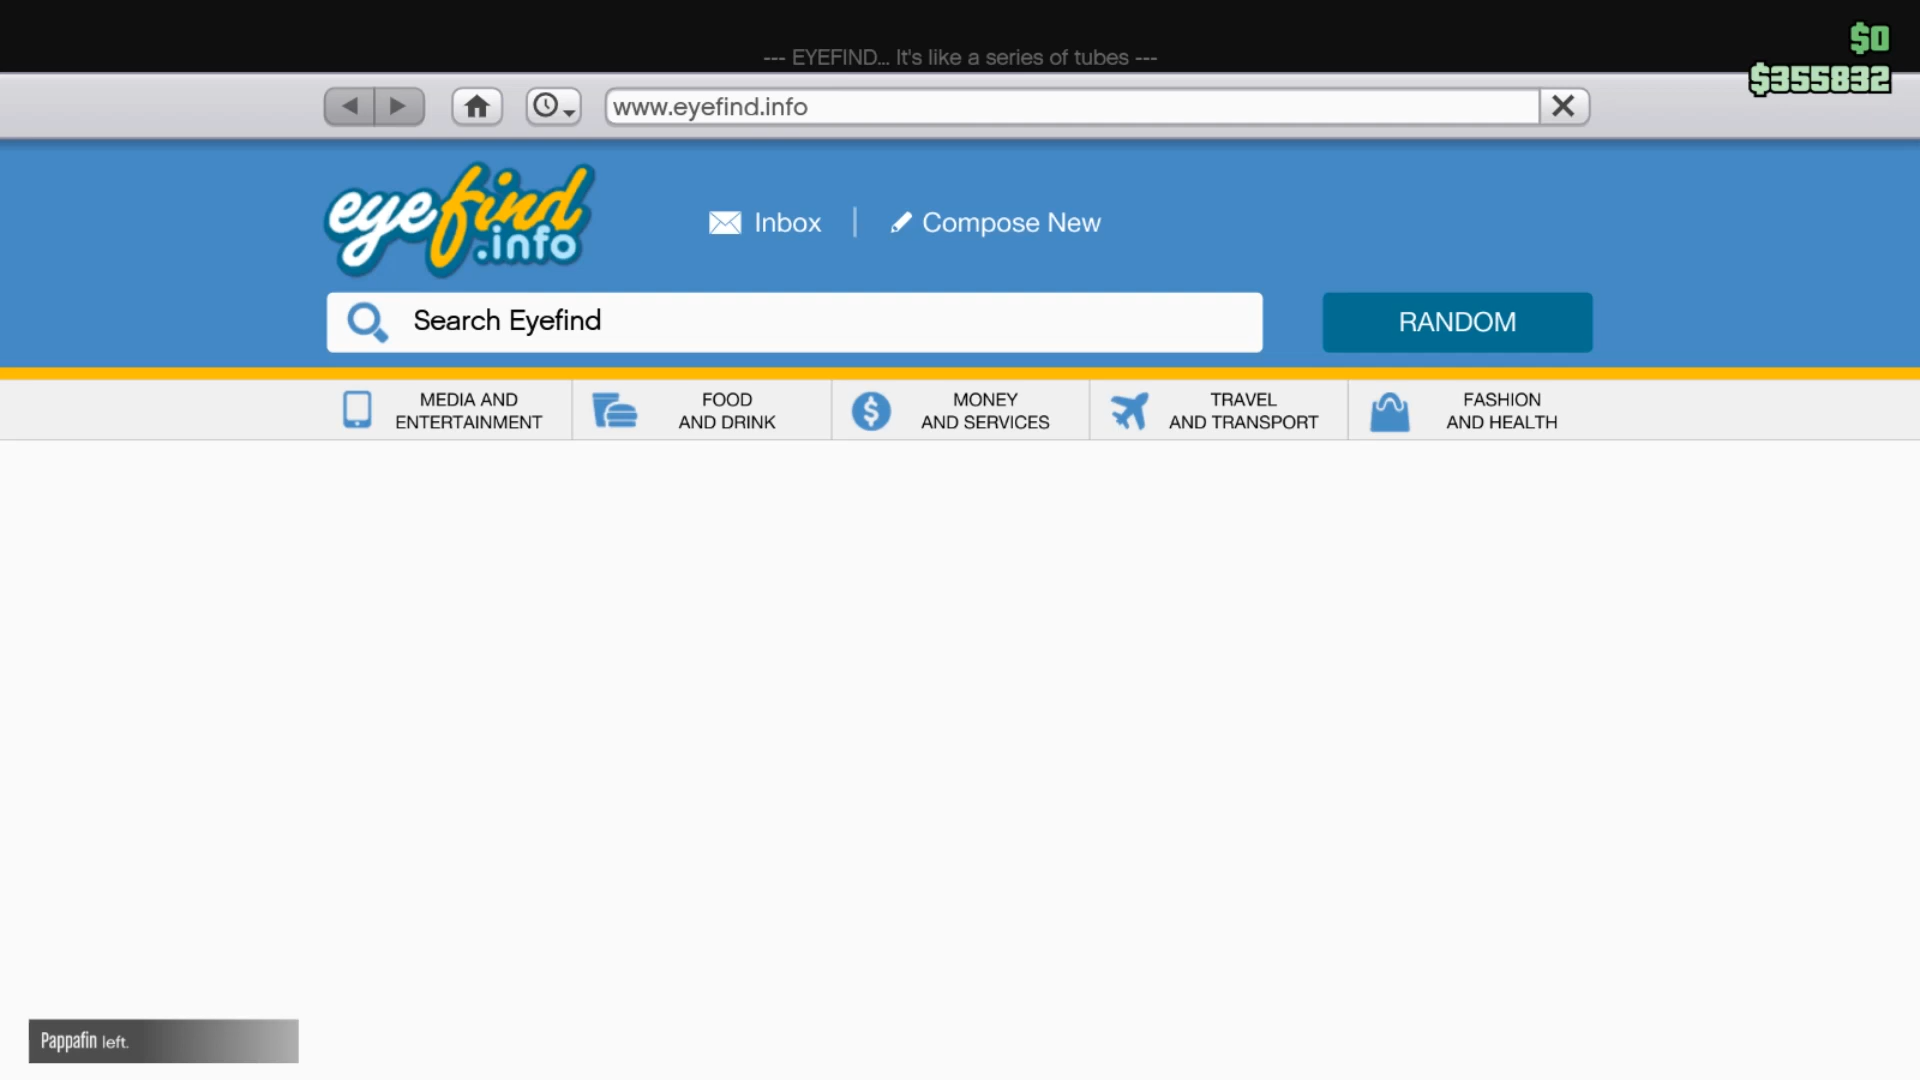 --- EYEFIND... It's like a series of tubes ---
$0
$355832
www.eyefind.info
eyefind
.info
Inbox
Compose New
Search Eyefind
RANDOM
MEDIA AND
ENTERTAINMENT
FOOD
AND DRINK
MONEY
AND SERVICES
TRAVEL
AND TRANSPORT
FASHION
AND HEALTH
Pappafin left.